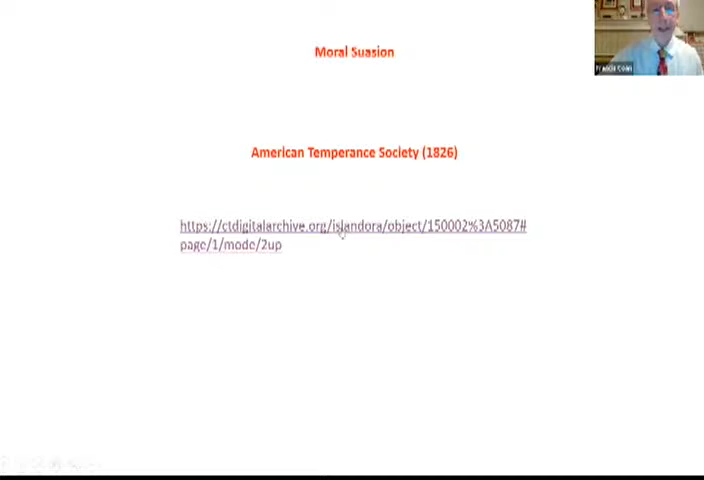 Moral Suasion
American Temperance Society (1826)
https://ctdigitalarchive.org/islandora/object/150002%3A5087#
page/1/mode/2up